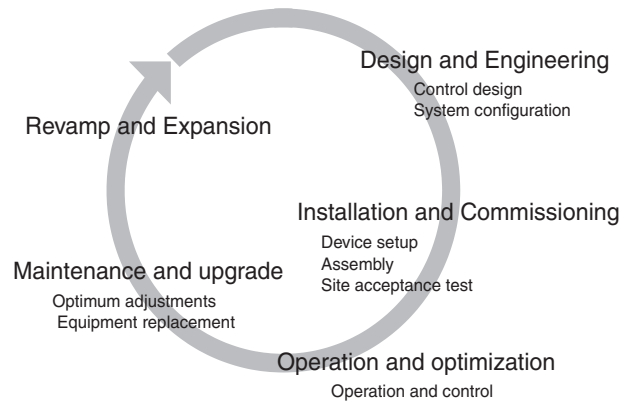 Design and Engineering
Control design
System configuration
Revamp and Expansion
Installation and Commissioning
Device setup
Assembly
Site acceptance test
Maintenance and upgrade
Optimum adjustments
Equipment replacement
Operation and optimization
Operation and control